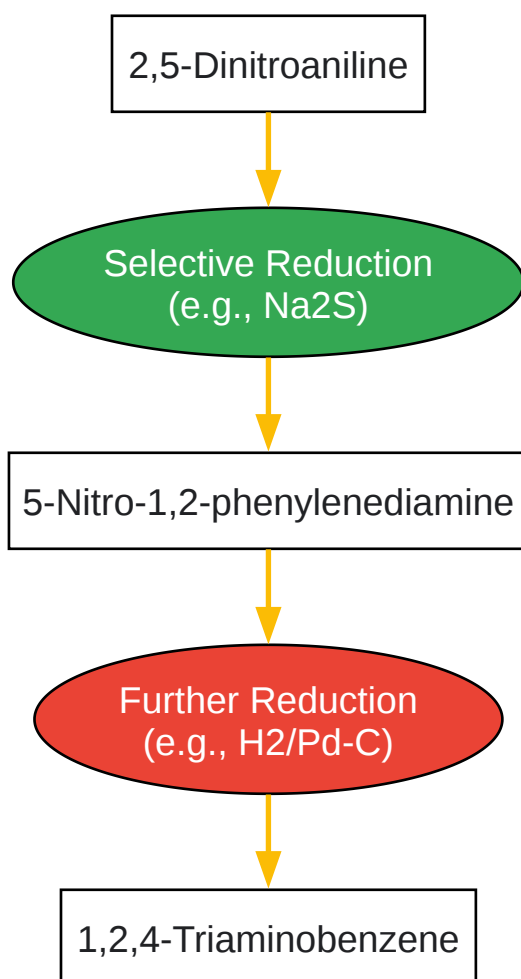 2,5-Dinitroaniline
Selective Reduction
(e.g., Na2S)
5-Nitro-1,2-phenylenediamine
Further Reduction
(e.g., H2/Pd-C)
1,2,4-Triaminobenzene